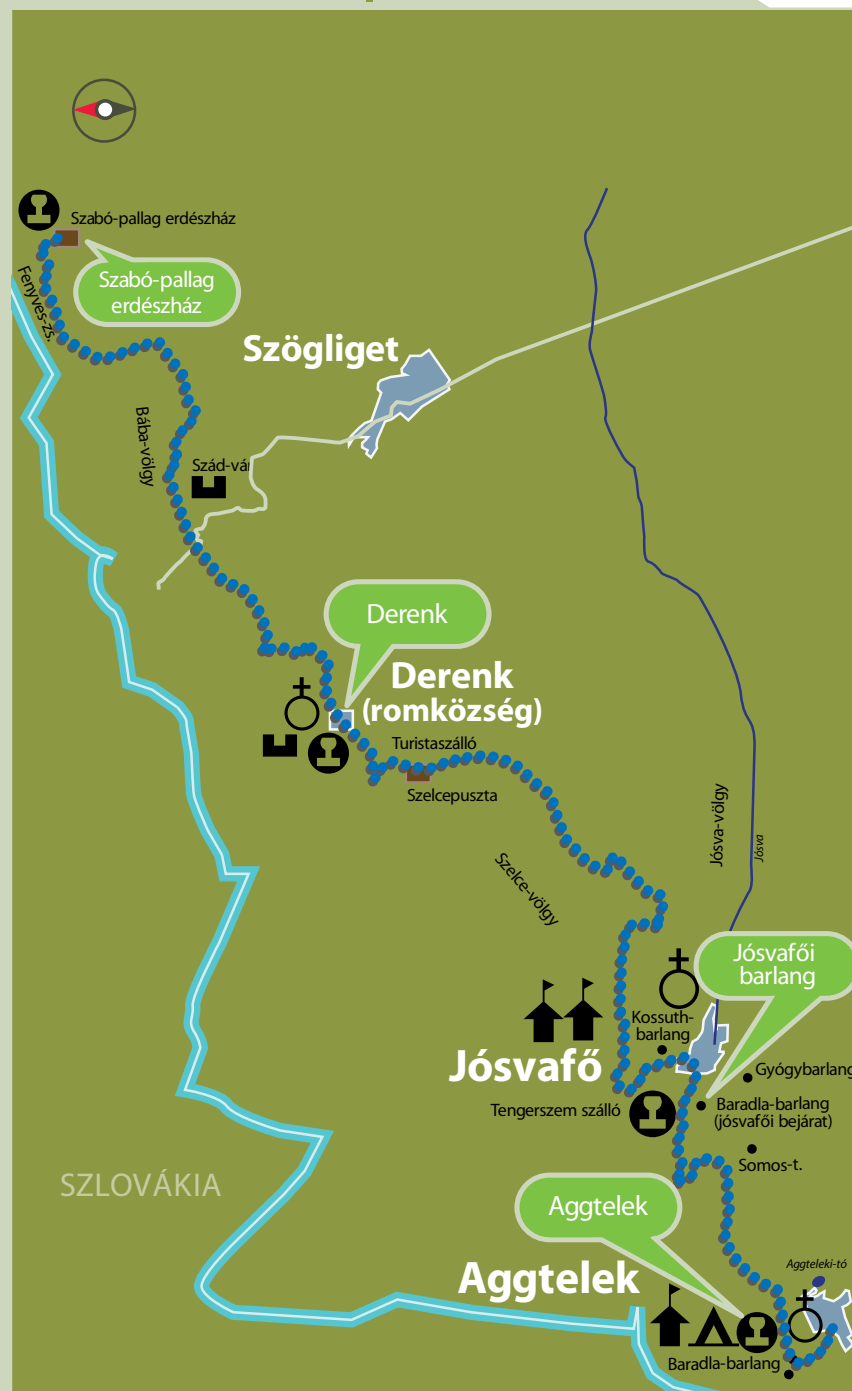 Szabó-pallag erdészház
Szabó-pallag
erdészház
Fenyves-zs.
Szögliget
Bába-völgy
Szád-vár
Derenk
Derenk
(romközség)
Turistaszálló
Szelcepuszta
Szelce-völgy
Jósva-völgy
Jósva
Jósvafői
barlang
Kossuth-
barlang
Jósvafő
Gyógybarlang
Tengerszem szálló
Baradla-barlang
(jósvafői bejárat)
Somos-t.
SZLOVÁKIA
Aggtelek
Aggtelek
Aggteleki-tó
Baradla-barlang